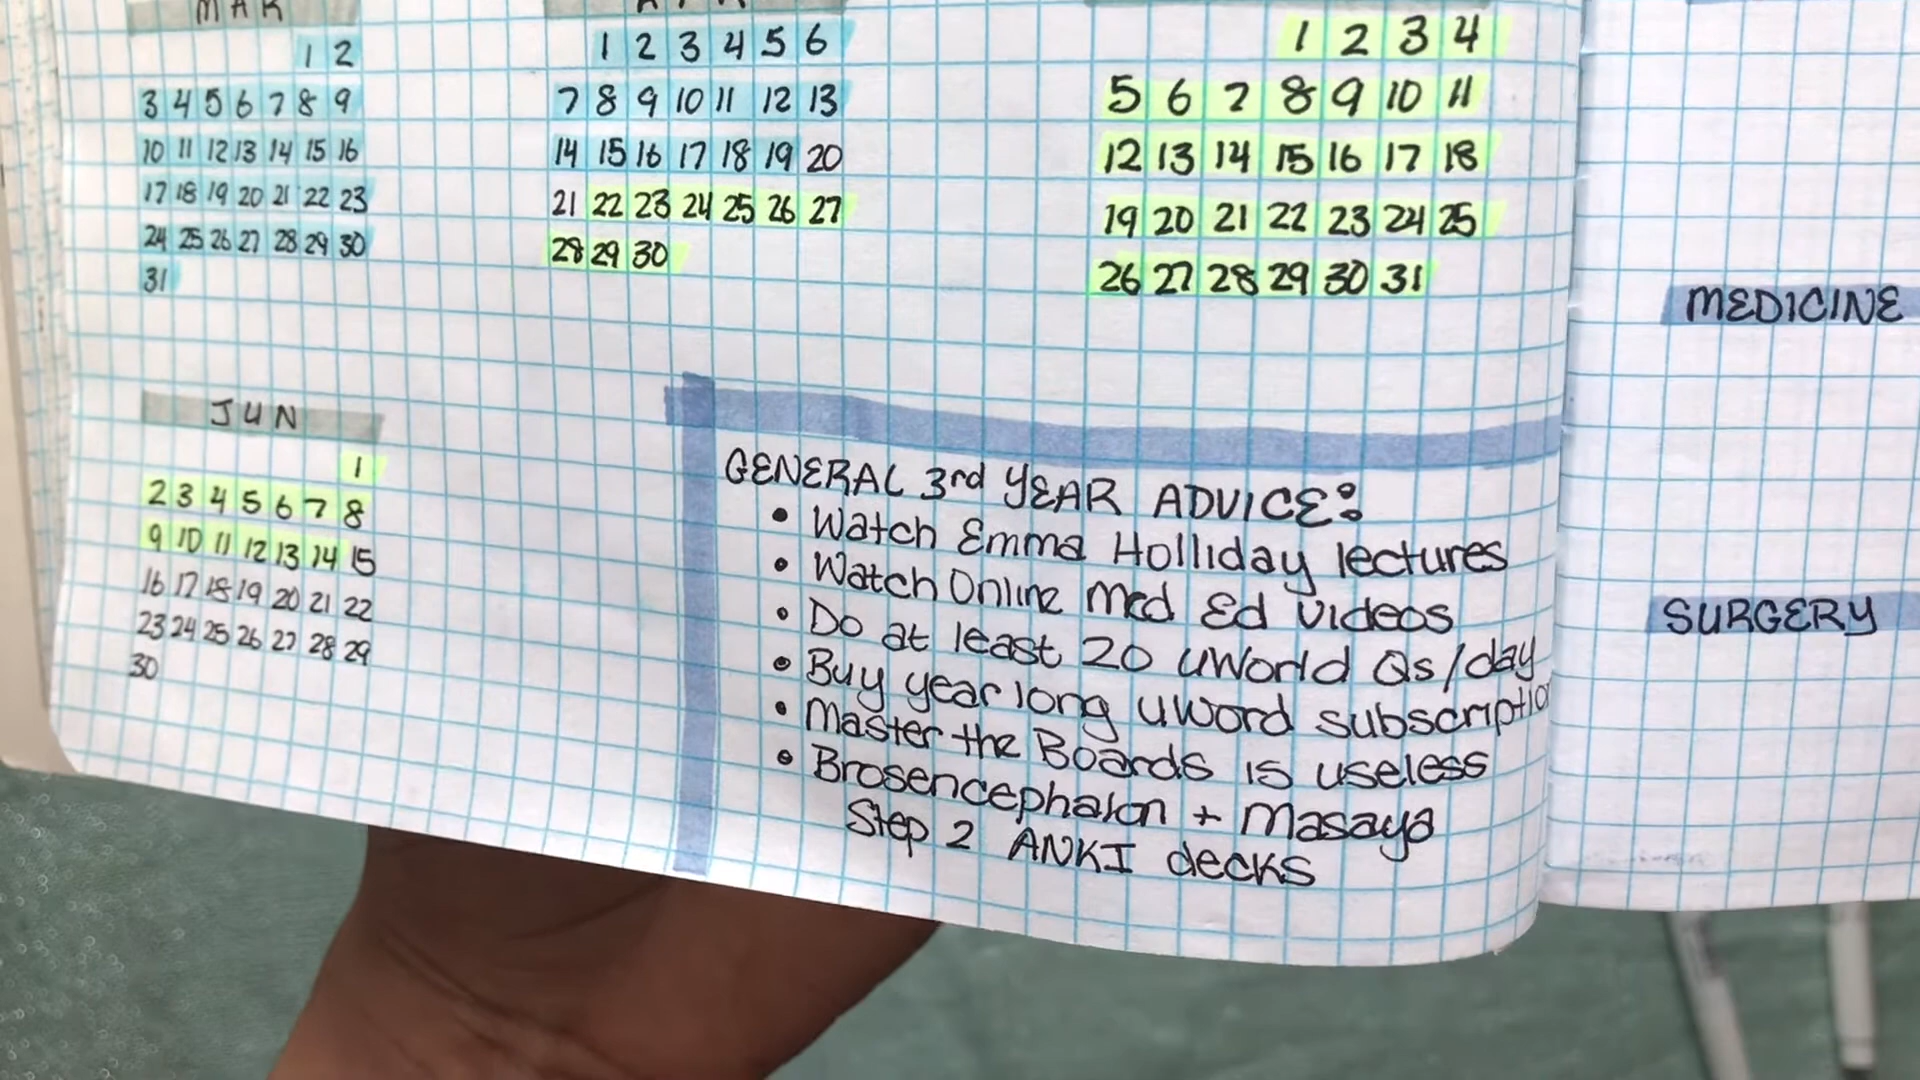 MAR
1 2
3 4 5 6 7 8 9
10 11 12 13 14 15 16
17 18 19 20 21 22 23
24 25 26 27 28 29 30
31
1 2 3 4 5 6
7 8 9 10 11 12 13
14 15 16 17 18 19 20
21 22 23 24 25 26 27
28 29 30
1 2 3 4
5 6 7 8 9 10 11
12 13 14 15 16 17 18
19 20 21 22 23 24 25
26 27 28 29 30 31
JUN
1
2 3 4 5 6 7 8
9 10 11 12 13 14 15
16 17 18 19 20 21 22
23 24 25 26 27 28 29
30
GENERAL 3rd YEAR ADVICE:
• Watch Emma Holliday lectures
• Watch Online Med Ed videos
• Do at least 20 UWorld Qs/day
• Buy year long UWord subscription
• Master the Boards is useless
• Brosencephalon + Masaya
Step 2 ANKI decks
MEDICINE
SURGERY